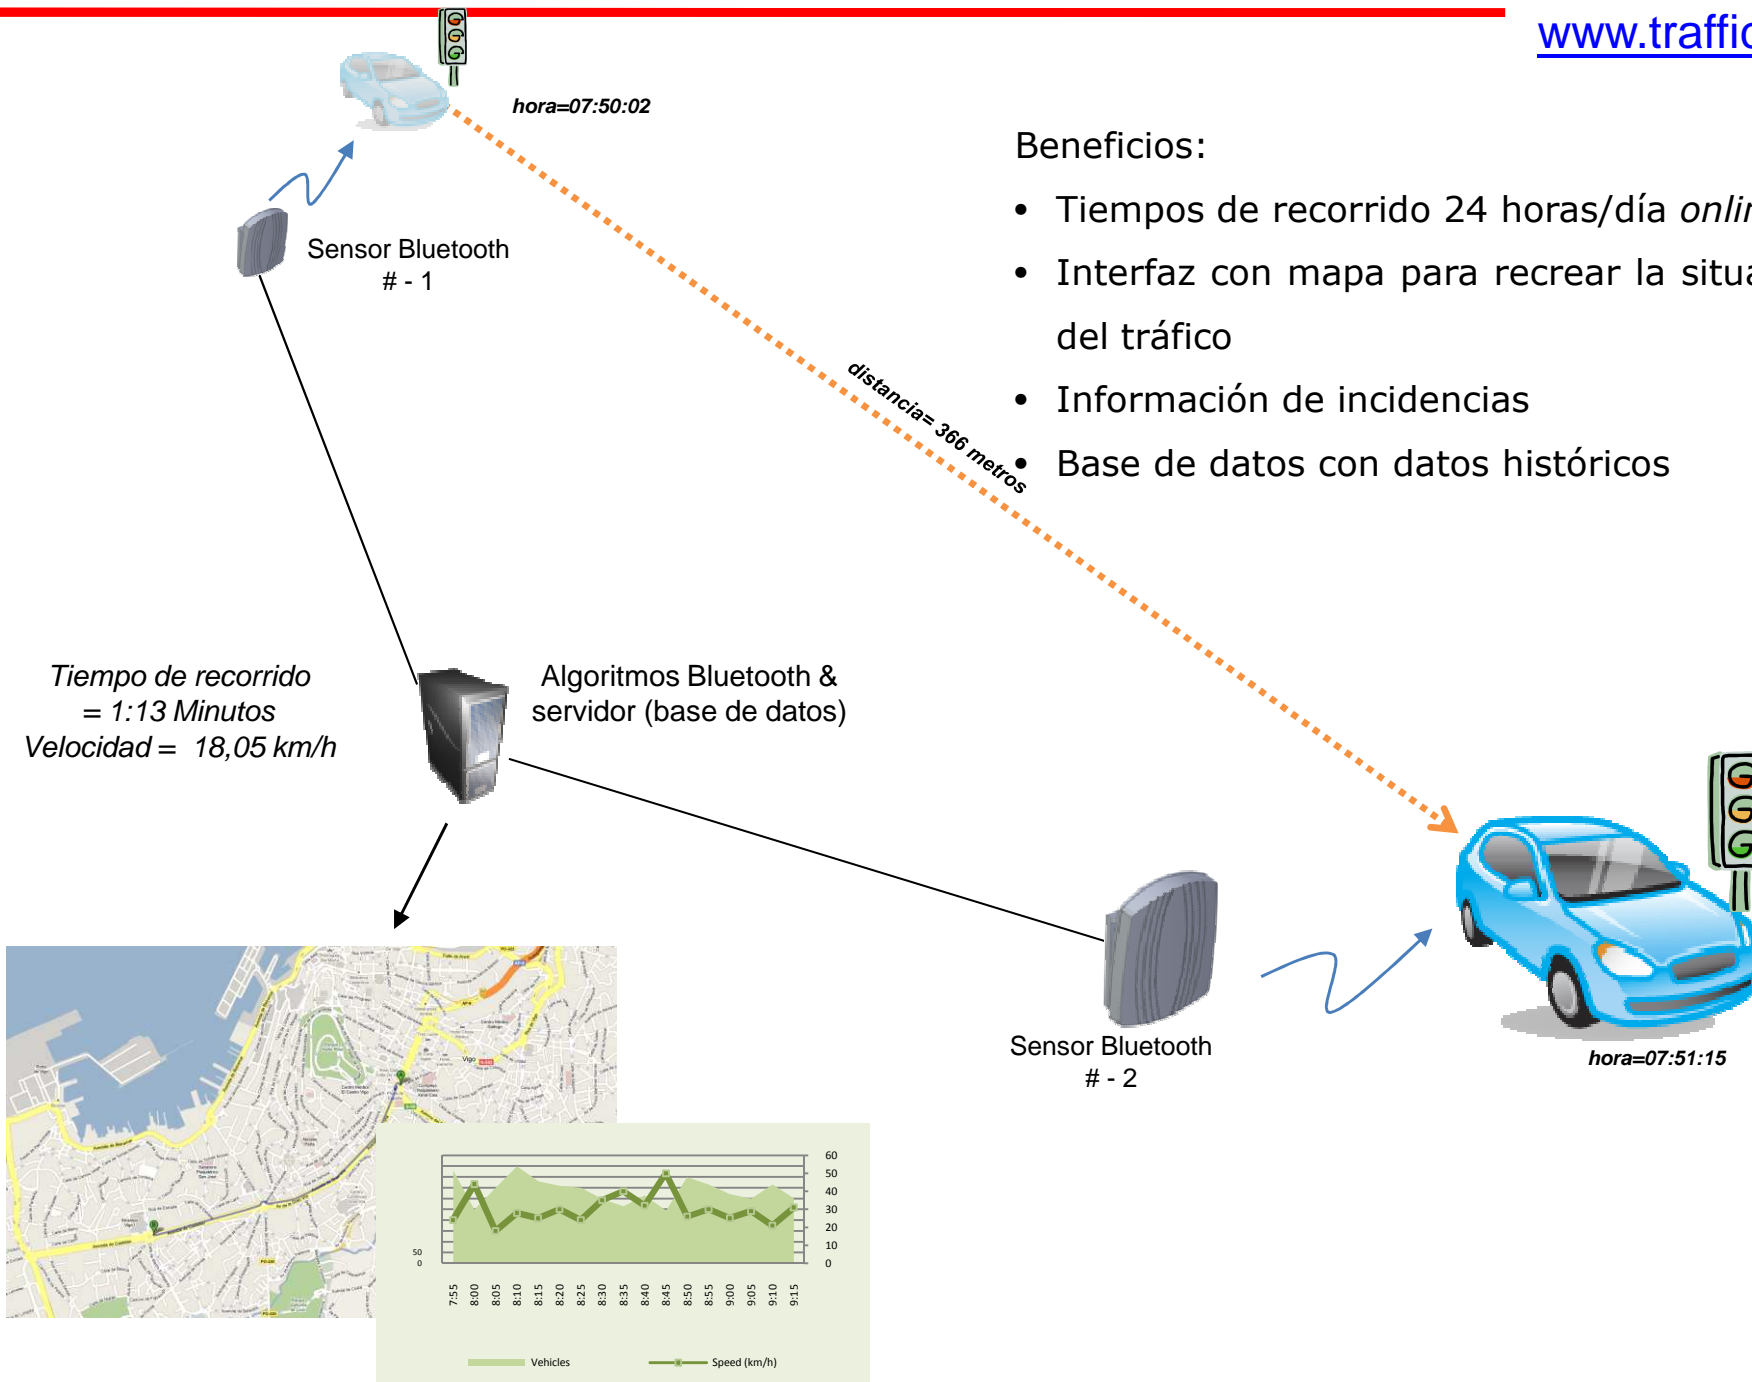 www.traffic
hora=07:50:02
Beneficios:
• Tiempos de recorrido 24 horas/día onlin
• Interfaz con mapa para recrear la situa
del tráfico
• Información de incidencias
• Base de datos con datos históricos
Sensor Bluetooth
# - 1
distancia= 366 metros
Tiempo de recorrido
= 1:13 Minutos
Velocidad = 18,05 km/h
Algoritmos Bluetooth &
servidor (base de datos)
Sensor Bluetooth
# - 2
hora=07:51:15
Vigo
60
50
40
30
20
10
0
50
0
7:55
8:00
8:05
8:10
8:15
8:20
8:25
8:30
8:35
8:40
8:45
8:50
8:55
9:00
9:05
9:10
9:15
Vehicles
Speed (km/h)